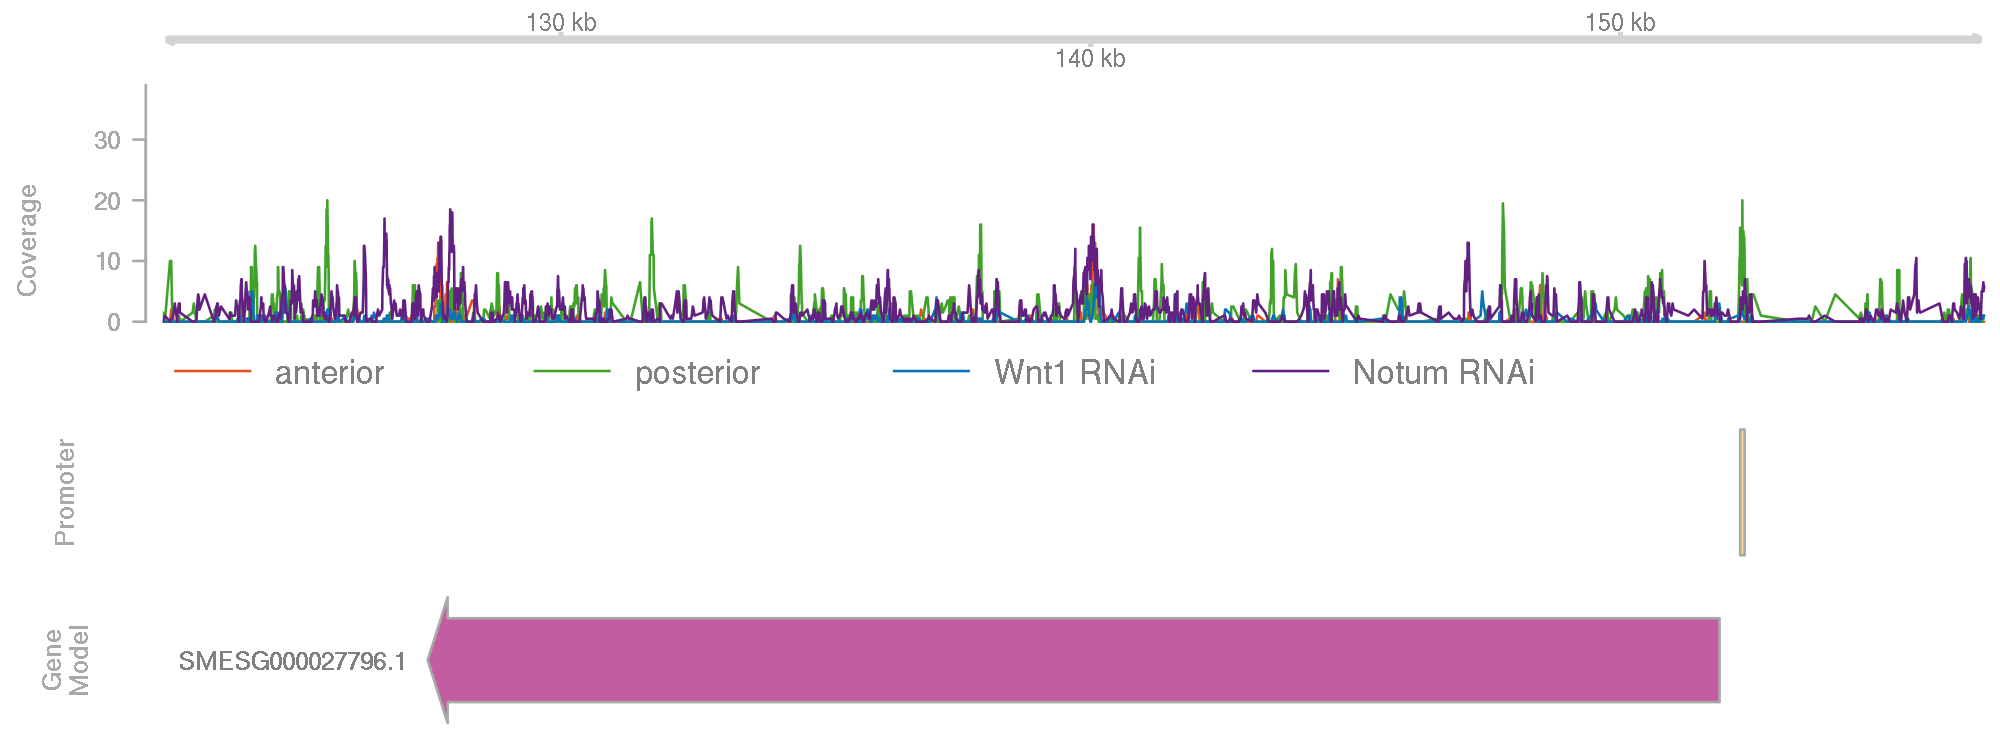 130 kb
150 kb
140 kb
Coverage
30
20
10
0
anterior
posterior
Wnt1 RNAi
Notum RNAi
Promoter
Gene
Model
SMESG000027796.1